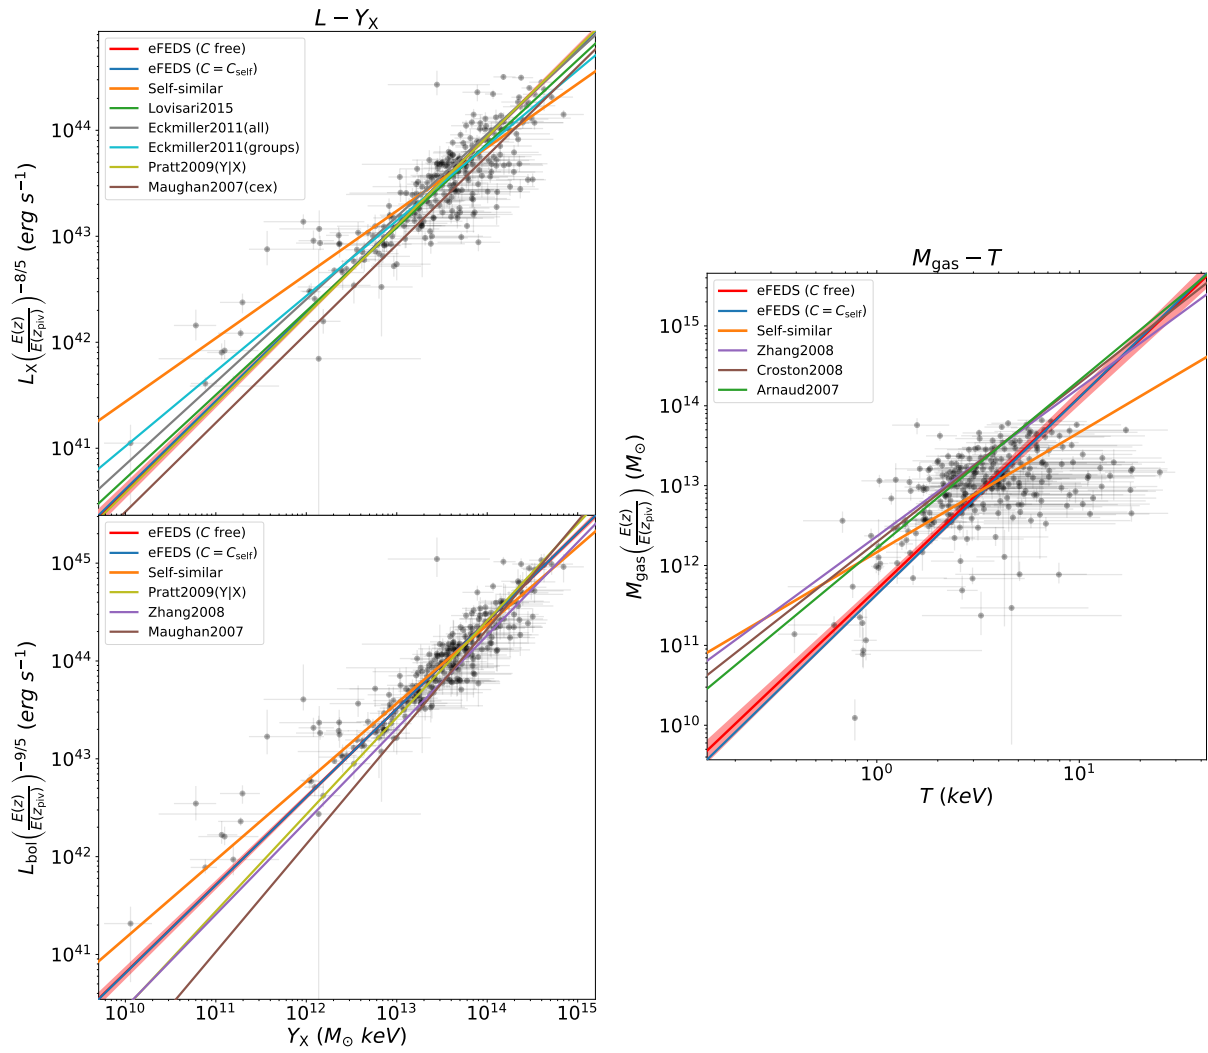 L − Y_X
eFEDS (C free)
eFEDS (C = C_self)
Self-similar
Lovisari2015
Eckmiller2011(all)
Eckmiller2011(groups)
Pratt2009(Y|X)
Maughan2007(cex)
10^44
10^43
10^42
10^41
L_X (E(z)/E(z_piv))^−8/5 (erg s^−1)
eFEDS (C free)
eFEDS (C = C_self)
Self-similar
Pratt2009(Y|X)
Zhang2008
Maughan2007
10^45
10^44
10^43
10^42
10^41
L_bol (E(z)/E(z_piv))^−9/5 (erg s^−1)
10^10 10^11 10^12 10^13 10^14 10^15
Y_X (M_⊙ keV)
M_gas − T
eFEDS (C free)
eFEDS (C = C_self)
Self-similar
Zhang2008
Croston2008
Arnaud2007
10^15
10^14
10^13
10^12
10^11
10^10
M_gas (E(z)/E(z_piv)) (M_⊙)
10^0 10^1
T (keV)